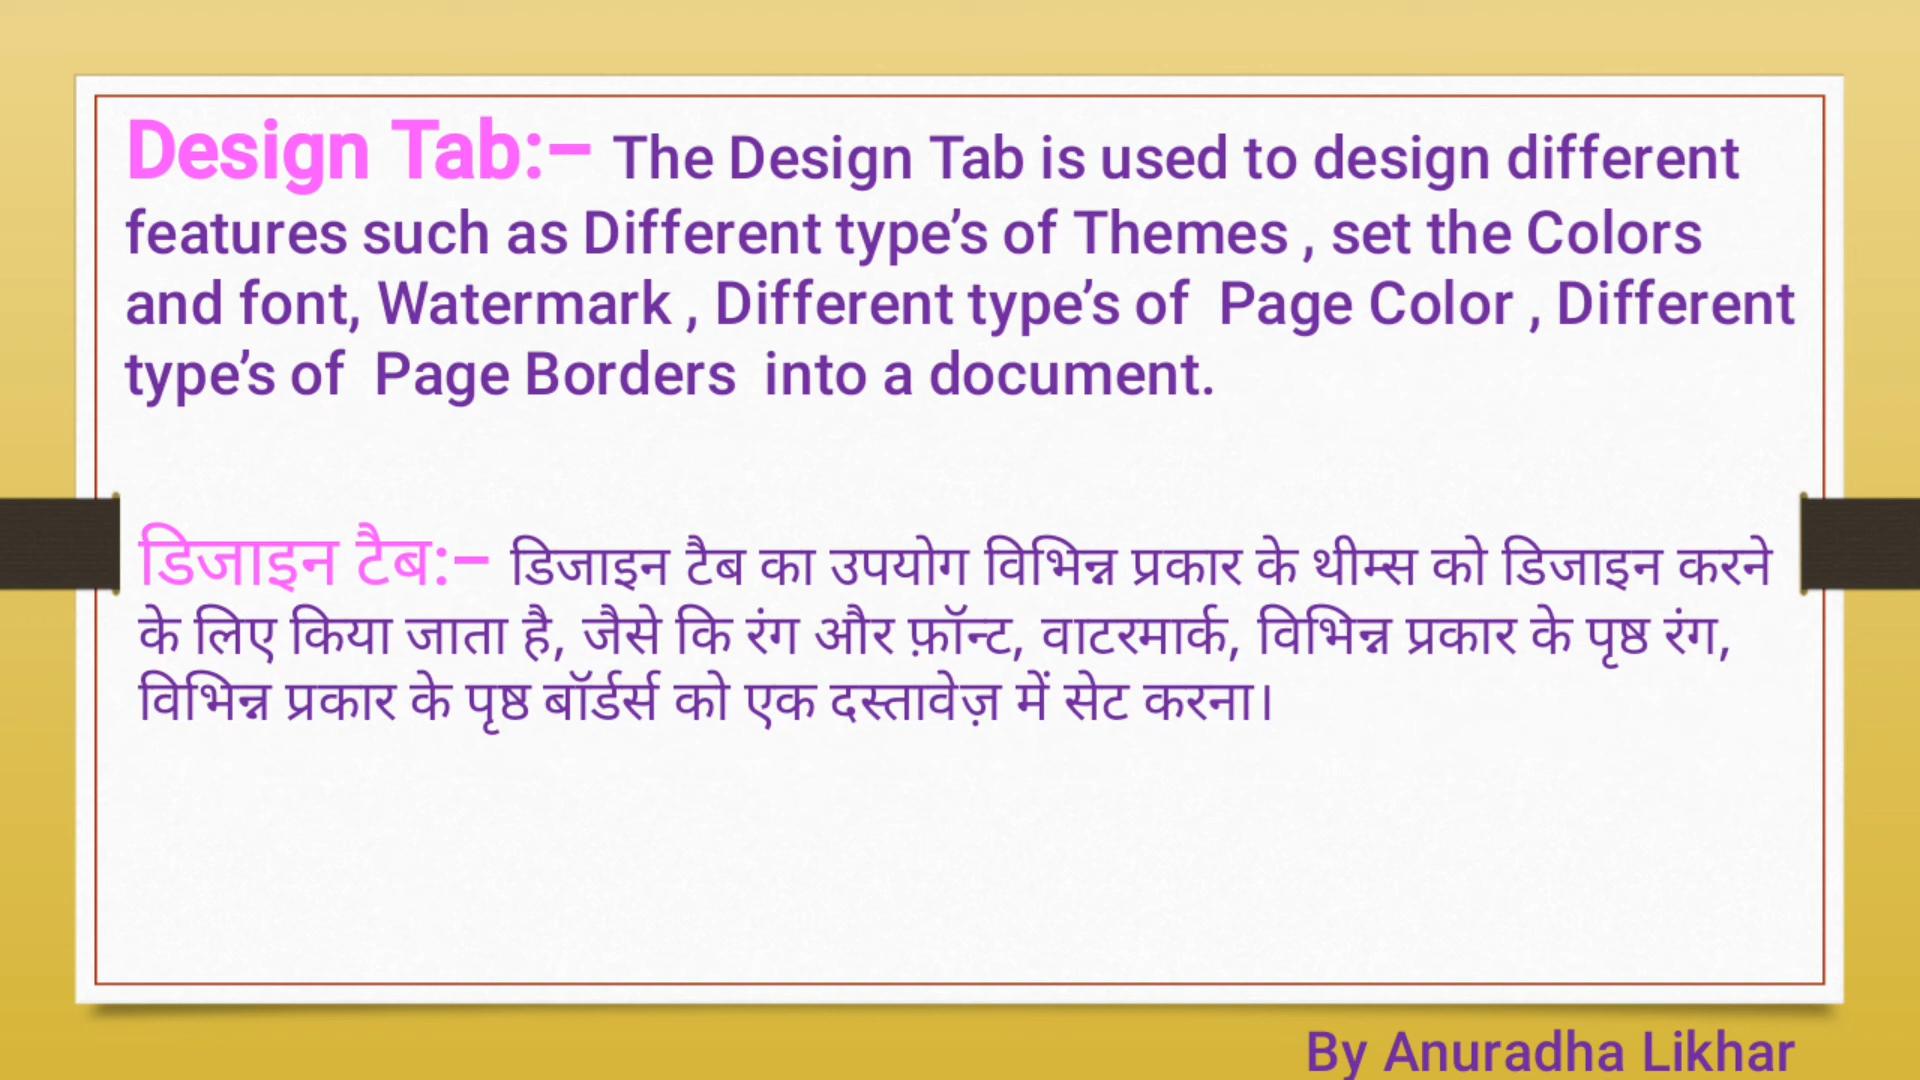 Design Tab:– The Design Tab is used to design different
features such as Different type’s of Themes , set the Colors
and font, Watermark , Different type’s of  Page Color , Different
type’s of  Page Borders  into a document.
डिजाइन टैब:– डिजाइन टैब का उपयोग विभिन्न प्रकार के थीम्स को डिजाइन करने
के लिए किया जाता है, जैसे कि रंग और फ़ॉन्ट, वाटरमार्क, विभिन्न प्रकार के पृष्ठ रंग,
विभिन्न प्रकार के पृष्ठ बॉर्डर्स को एक दस्तावेज़ में सेट करना।
By Anuradha Likhar